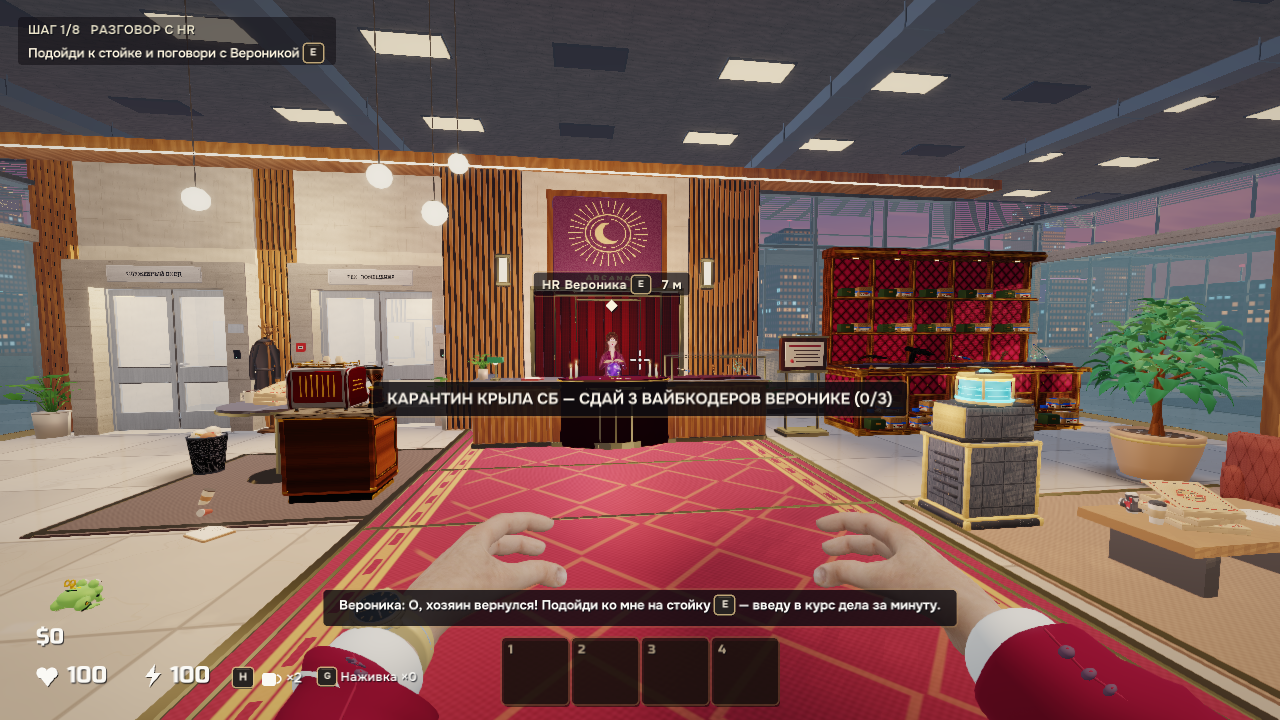 ШАГ 1/8 РАЗГОВОР С HR
Подойди к стойке и поговори с Вероникой E
ARCANA
HR Вероника E 7 м
КАРАНТИН КРЫЛА СБ — СДАЙ 3 ВАЙБКОДЕРОВ ВЕРОНИКЕ (0/3)
Вероника: О, хозяин вернулся! Подойди ко мне на стойку E — введу в курс дела за минуту.
$0
100 100 H ×2 G Наживка ×0
1 2 3 4